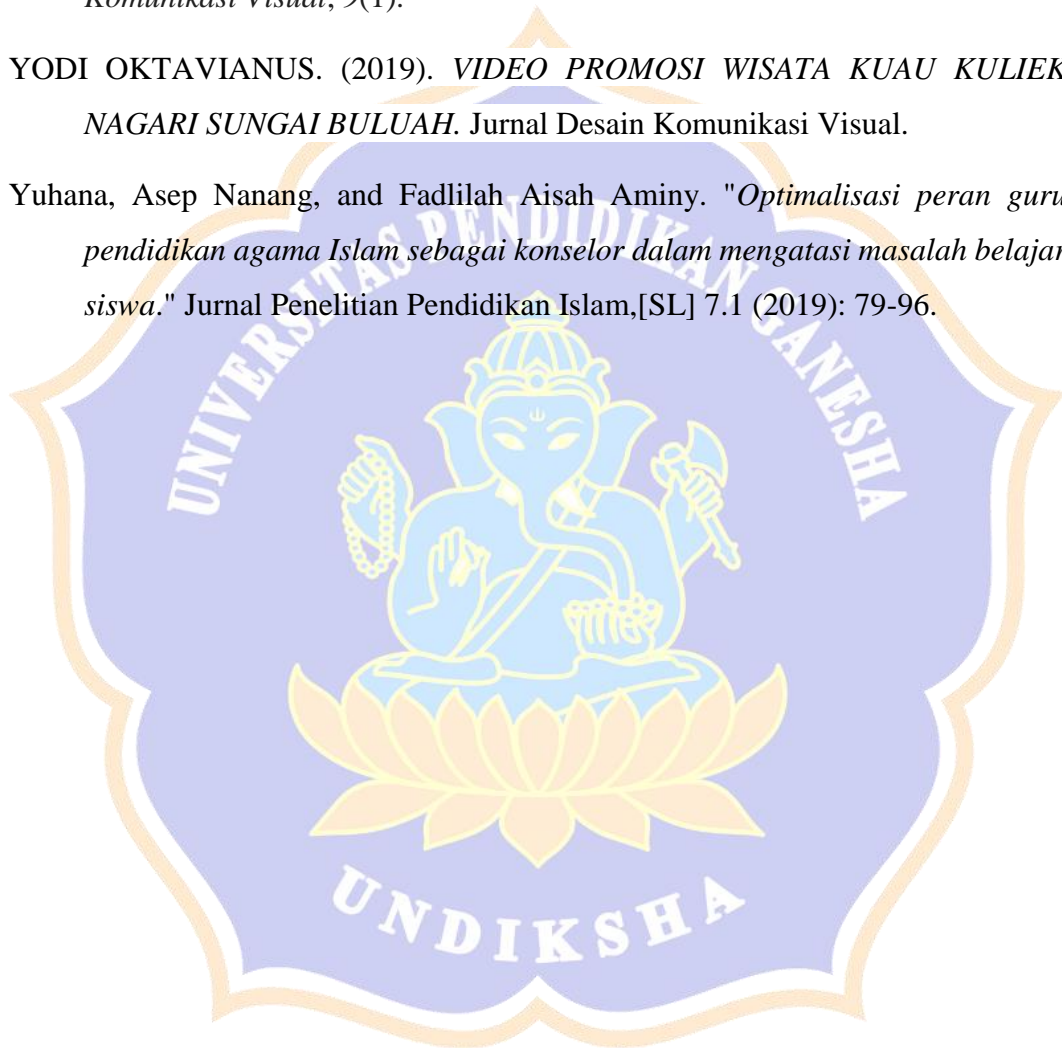 Komunikasi Visual, 9(1).
YODI OKTAVIANUS. (2019). VIDEO PROMOSI WISATA KUAU KULIEK
NAGARI SUNGAI BULUAH. Jurnal Desain Komunikasi Visual.
Yuhana, Asep Nanang, and Fadlilah Aisah Aminy. "Optimalisasi peran guru
pendidikan agama Islam sebagai konselor dalam mengatasi masalah belajar
siswa." Jurnal Penelitian Pendidikan Islam,[SL] 7.1 (2019): 79-96.
UNIVERSITAS PENDIDIKAN GANESHA
UNDIKSHA